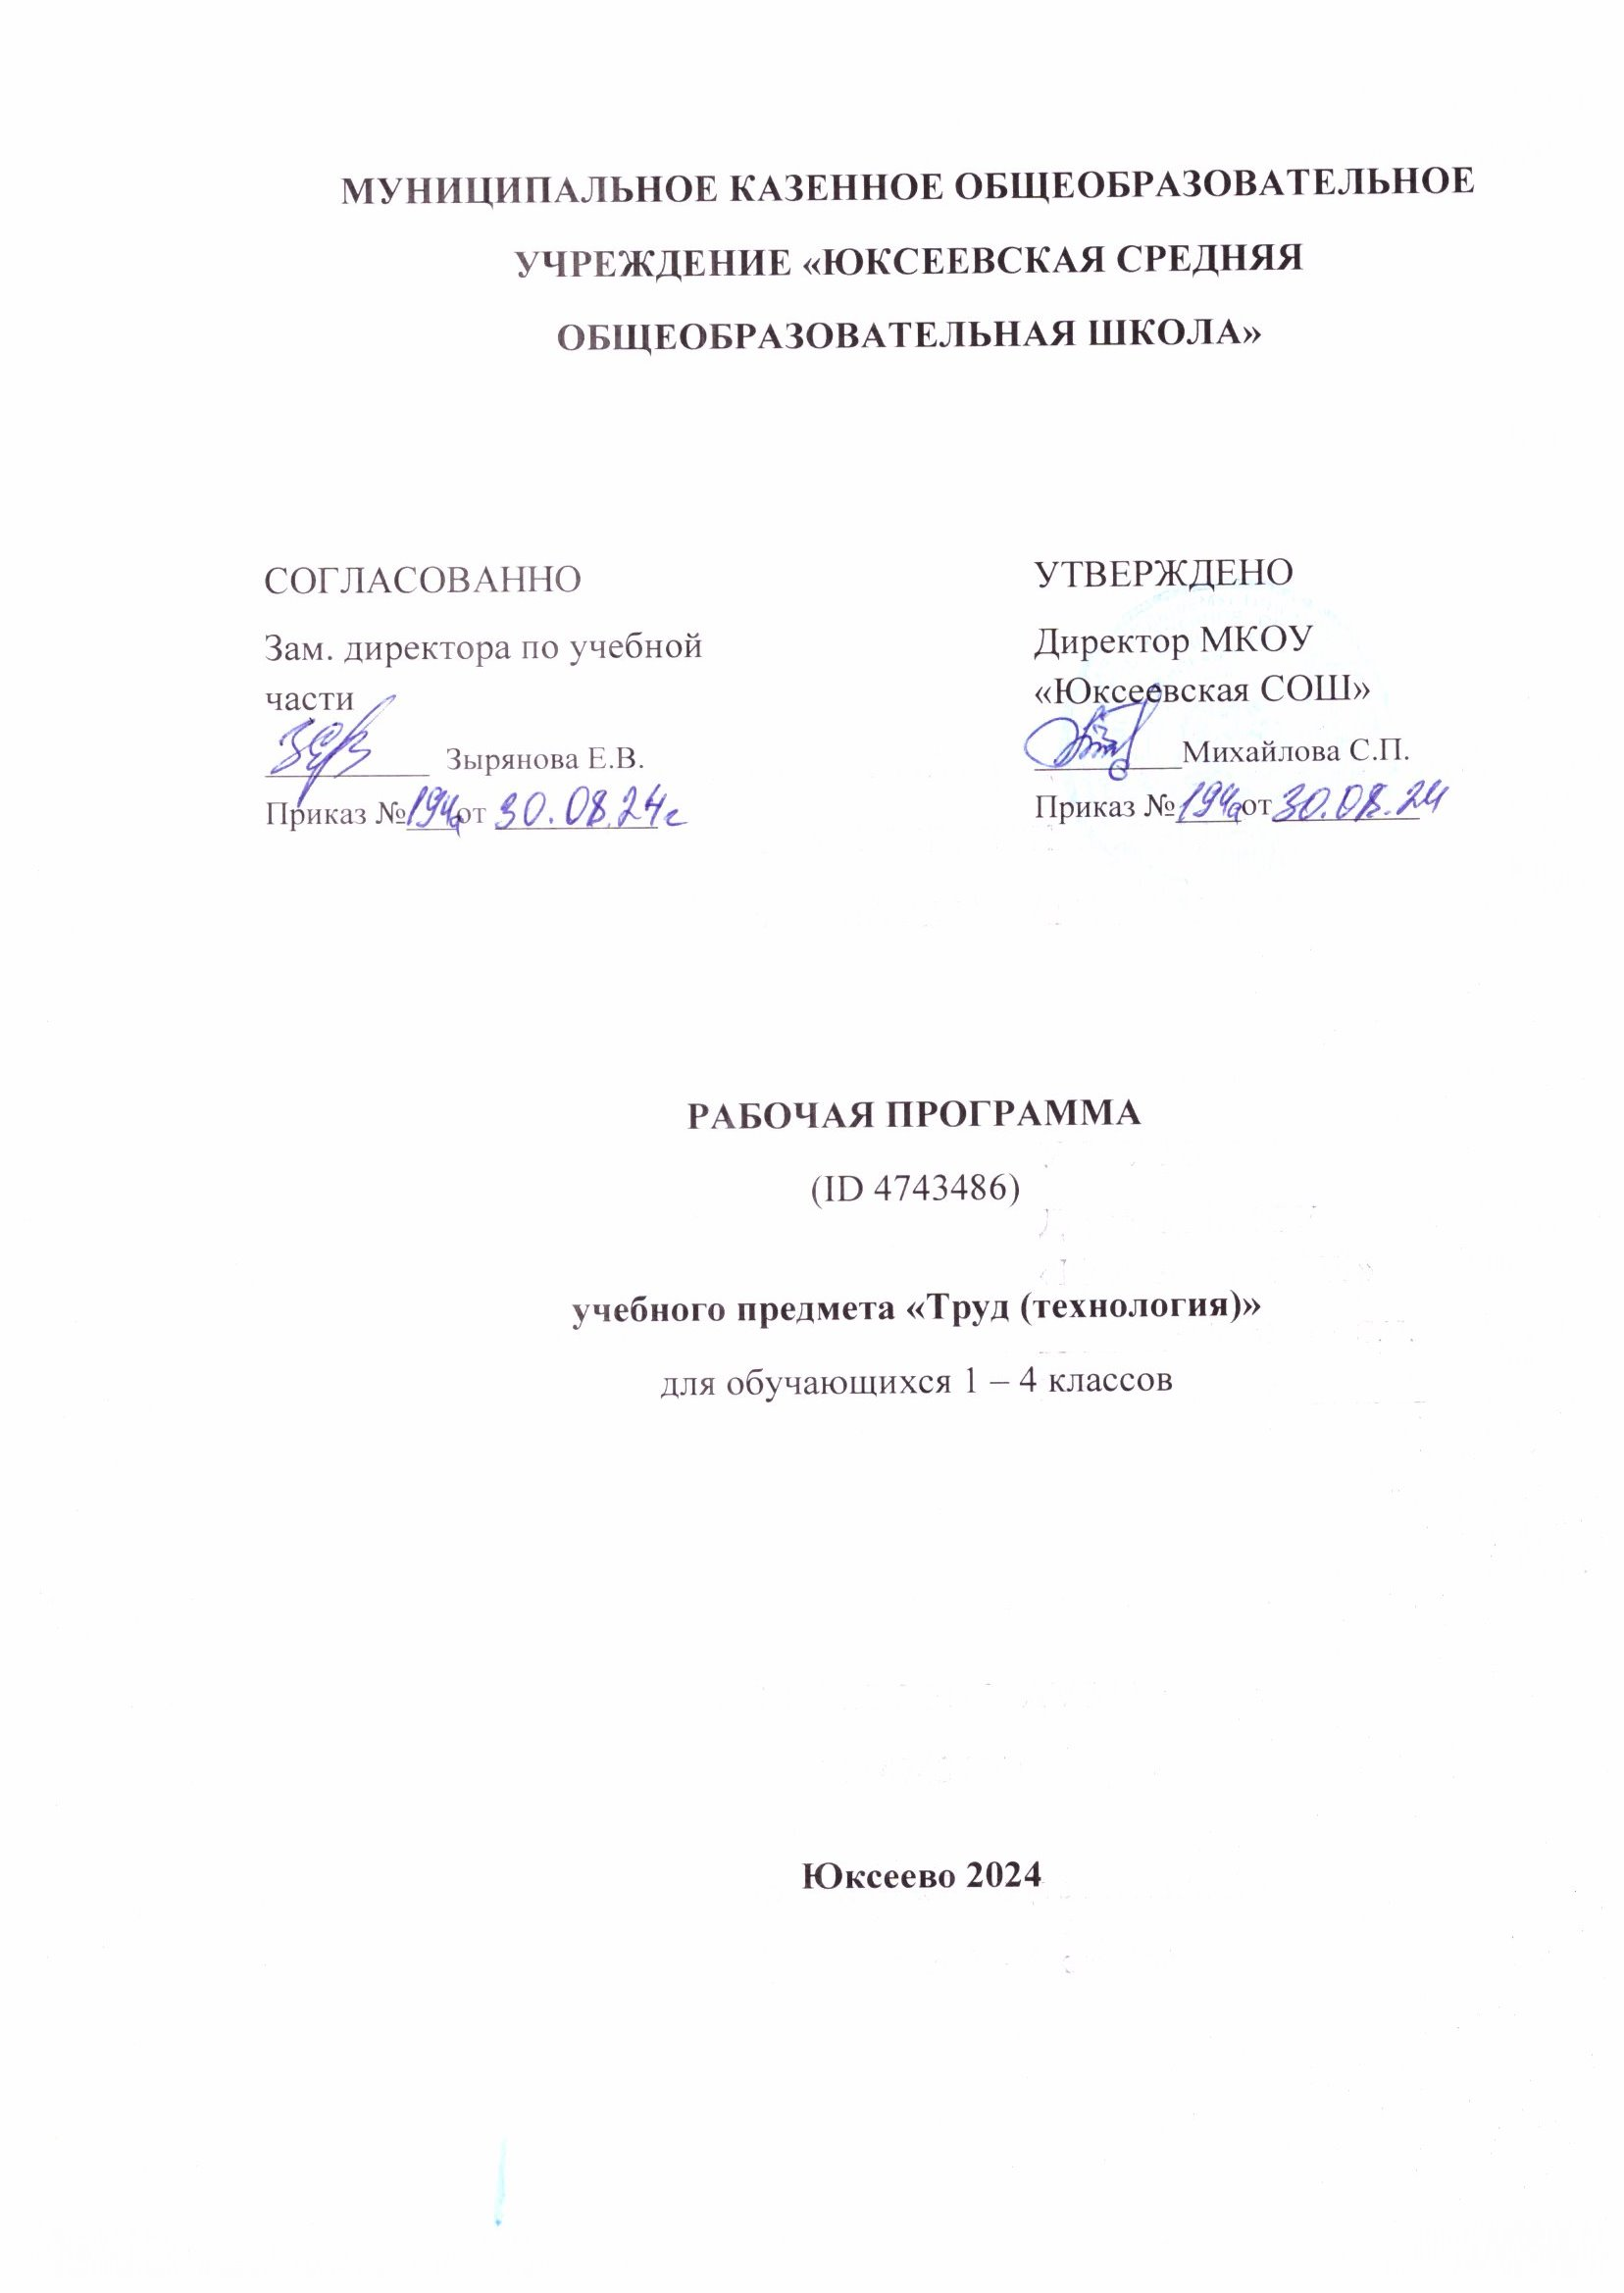 МУНИЦИПАЛЬНОЕ КАЗЕННОЕ ОБЩЕОБРАЗОВАТЕЛЬНОЕ
УЧРЕЖДЕНИЕ «ЮКСЕЕВСКАЯ СРЕДНЯЯ
ОБЩЕОБРАЗОВАТЕЛЬНАЯ ШКОЛА»
СОГЛАСОВАННО
Зам. директора по учебной
части
Зырянова Е.В.
Приказ №194а от 30.08.24г
УТВЕРЖДЕНО
Директор МКОУ
«Юксеевская СОШ»
Михайлова С.П.
Приказ №194а от 30.08.24
РАБОЧАЯ ПРОГРАММА
(ID 4743486)
учебного предмета «Труд (технология)»
для обучающихся 1 – 4 классов
Юксеево 2024